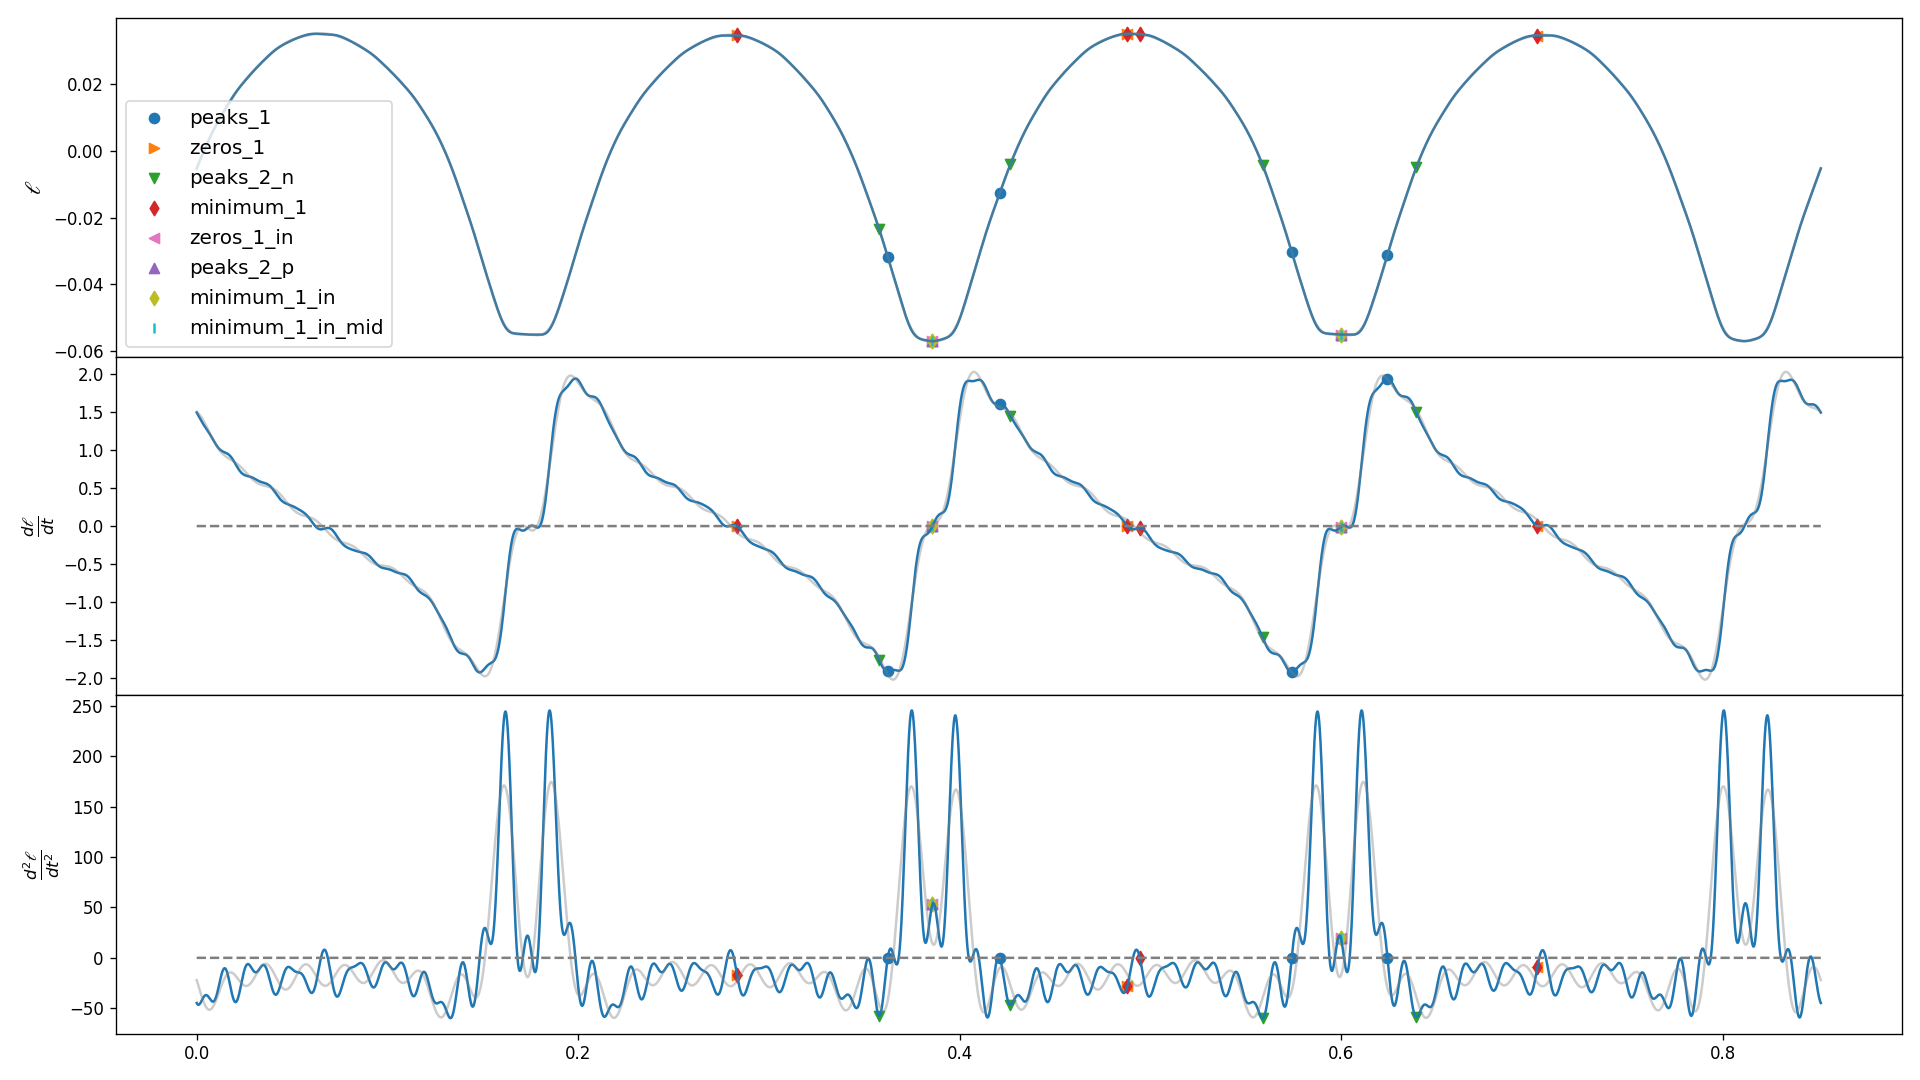 0.02
0.00
−0.02
−0.04
−0.06
ℓ
peaks_1
zeros_1
peaks_2_n
minimum_1
zeros_1_in
peaks_2_p
minimum_1_in
minimum_1_in_mid
2.0
1.5
1.0
0.5
0.0
−0.5
−1.0
−1.5
−2.0
dℓ
dt
250
200
150
100
50
0
−50
d²ℓ
dt²
0.0 0.2 0.4 0.6 0.8